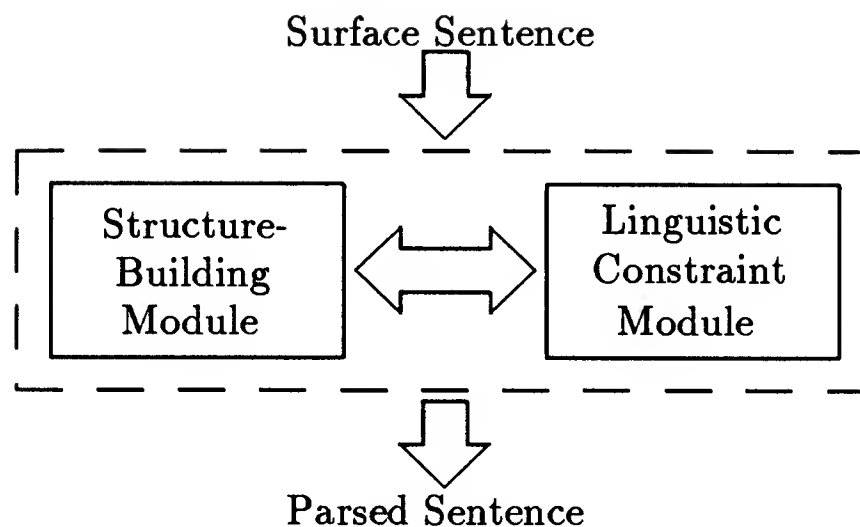 Surface Sentence
Structure-
Building
Module
Linguistic
Constraint
Module
Parsed Sentence